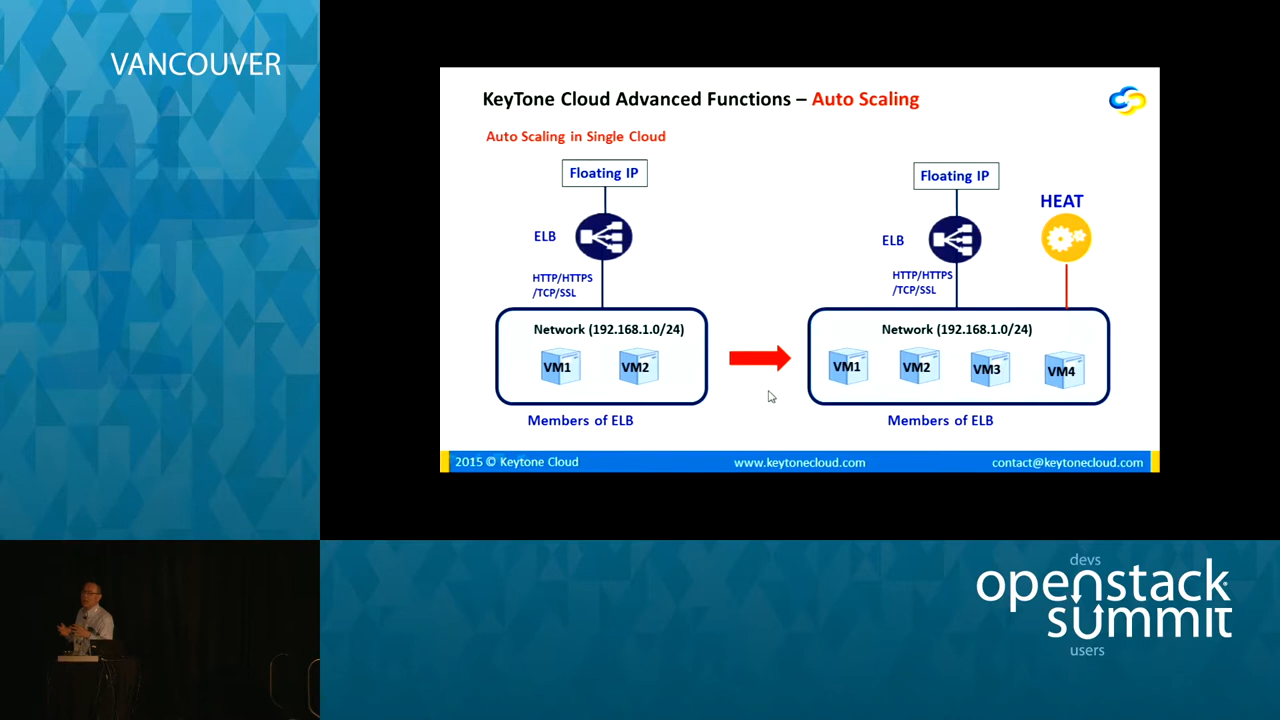 VANCOUVER
KeyTone Cloud Advanced Functions – Auto Scaling
Auto Scaling in Single Cloud
Floating IP
ELB
HTTP/HTTPS
/TCP/SSL
Network (192.168.1.0/24)
VM1
VM2
Members of ELB
Floating IP
HEAT
ELB
HTTP/HTTPS
/TCP/SSL
Network (192.168.1.0/24)
VM1
VM2
VM3
VM4
Members of ELB
2015 © Keytone Cloud
www.keytonecloud.com
contact@keytonecloud.com
devs
openstack
summit
users